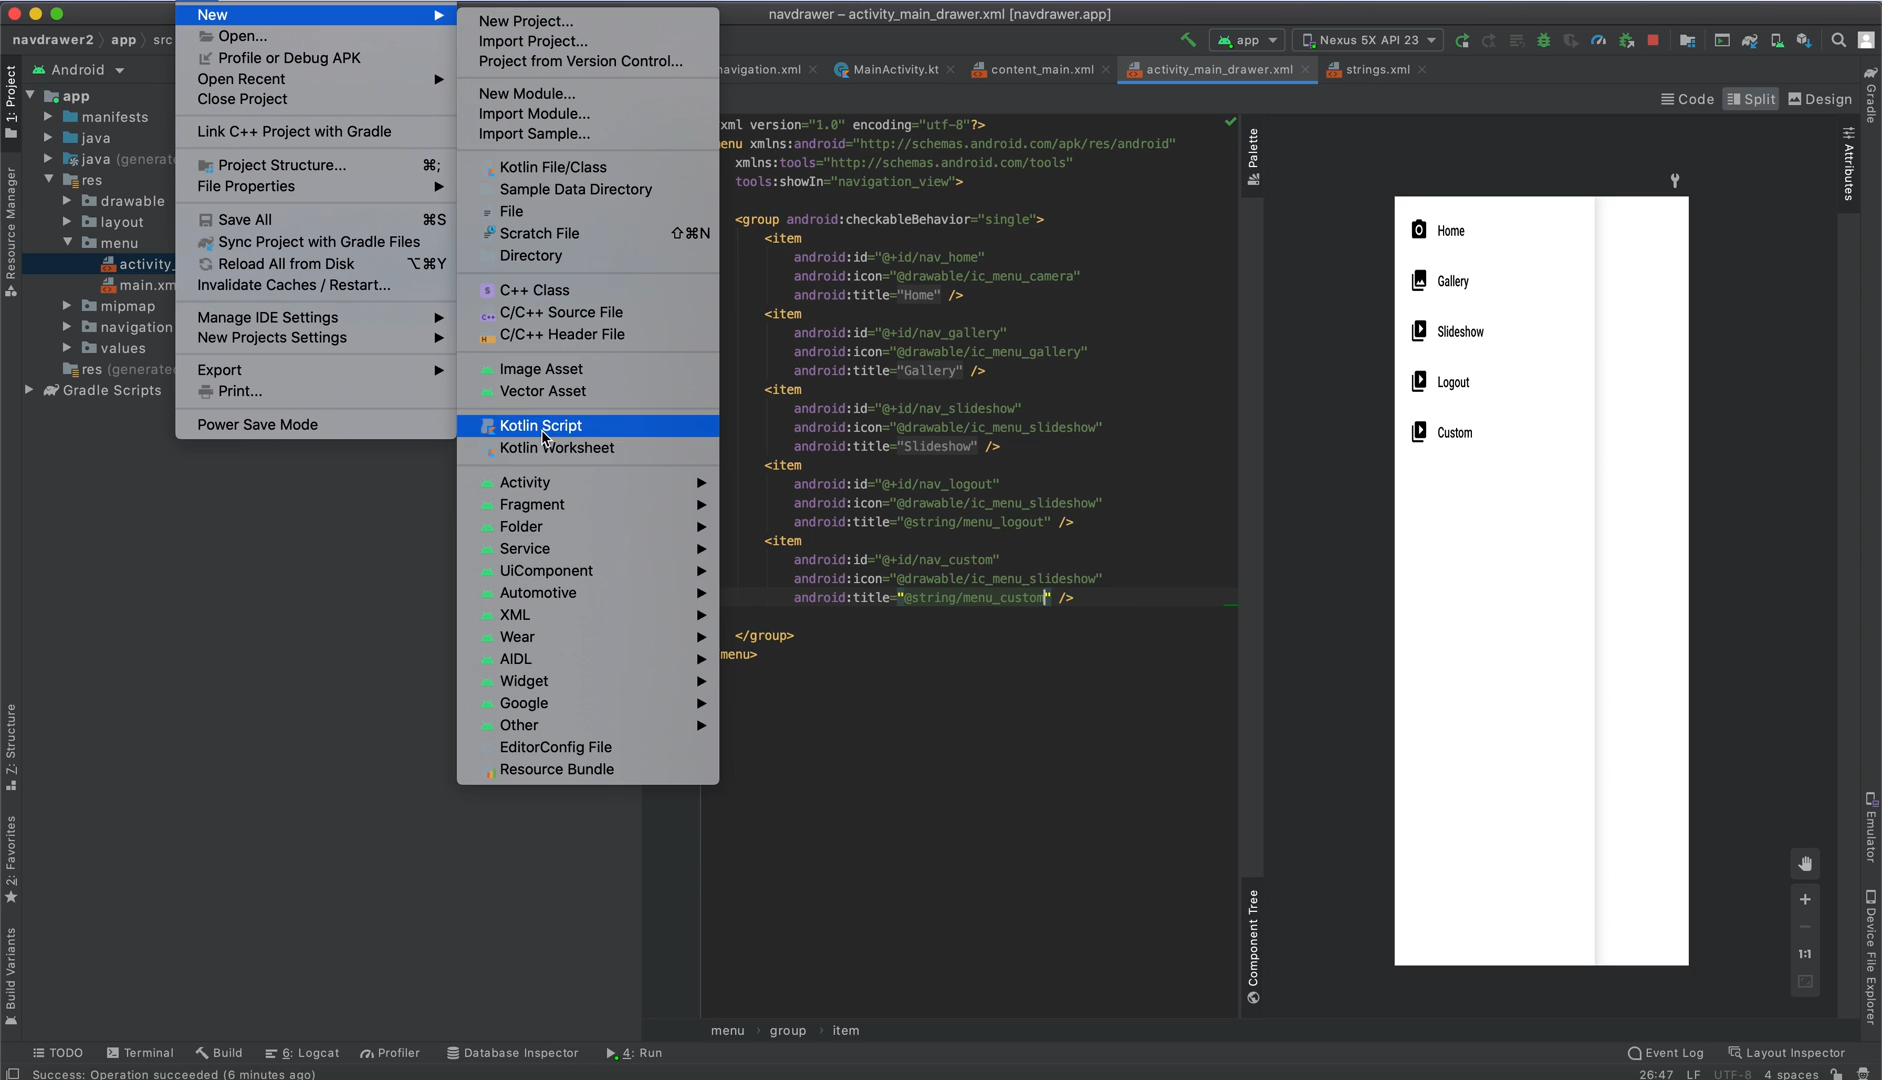 navdrawer – activity_main_drawer.xml [navdrawer.app]
navdrawer2 app src
app
Nexus 5X API 23
1: Project
Resource Manager
Z: Structure
2: Favorites
Build Variants
Android
app
manifests
java
java (generat
res
drawable
layout
menu
activity_
main.xm
mipmap
navigation
values
res (generate
Gradle Scripts
New
Open...
Profile or Debug APK
Open Recent
Close Project
Link C++ Project with Gradle
Project Structure... ⌘;
File Properties
Save All ⌘S
Sync Project with Gradle Files
Reload All from Disk ⌥⌘Y
Invalidate Caches / Restart...
Manage IDE Settings
New Projects Settings
Export
Print...
Power Save Mode
New Project...
Import Project...
Project from Version Control...
New Module...
Import Module...
Import Sample...
Kotlin File/Class
Sample Data Directory
File
Scratch File ⇧⌘N
Directory
C++ Class
C/C++ Source File
C/C++ Header File
Image Asset
Vector Asset
Kotlin Script
Kotlin Worksheet
Activity
Fragment
Folder
Service
UiComponent
Automotive
XML
Wear
AIDL
Widget
Google
Other
EditorConfig File
Resource Bundle
navigation.xml MainActivity.kt content_main.xml activity_main_drawer.xml strings.xml
Code Split Design
xml version="1.0" encoding="utf-8"?>
enu xmlns:android="http://schemas.android.com/apk/res/android"
xmlns:tools="http://schemas.android.com/tools"
tools:showIn="navigation_view">
<group android:checkableBehavior="single">
<item
android:id="@+id/nav_home"
android:icon="@drawable/ic_menu_camera"
android:title="Home" />
<item
android:id="@+id/nav_gallery"
android:icon="@drawable/ic_menu_gallery"
android:title="Gallery" />
<item
android:id="@+id/nav_slideshow"
android:icon="@drawable/ic_menu_slideshow"
android:title="Slideshow" />
<item
android:id="@+id/nav_logout"
android:icon="@drawable/ic_menu_slideshow"
android:title="@string/menu_logout" />
<item
android:id="@+id/nav_custom"
android:icon="@drawable/ic_menu_slideshow"
android:title="@string/menu_custom" />
</group>
menu>
menu › group › item
Palette
Component Tree
Home
Gallery
Slideshow
Logout
Custom
1:1
Gradle
Attributes
Emulator
Device File Explorer
TODO Terminal Build 6: Logcat Profiler Database Inspector 4: Run Event Log Layout Inspector
Success: Operation succeeded (6 minutes ago) 26:47 LF UTF-8 4 spaces